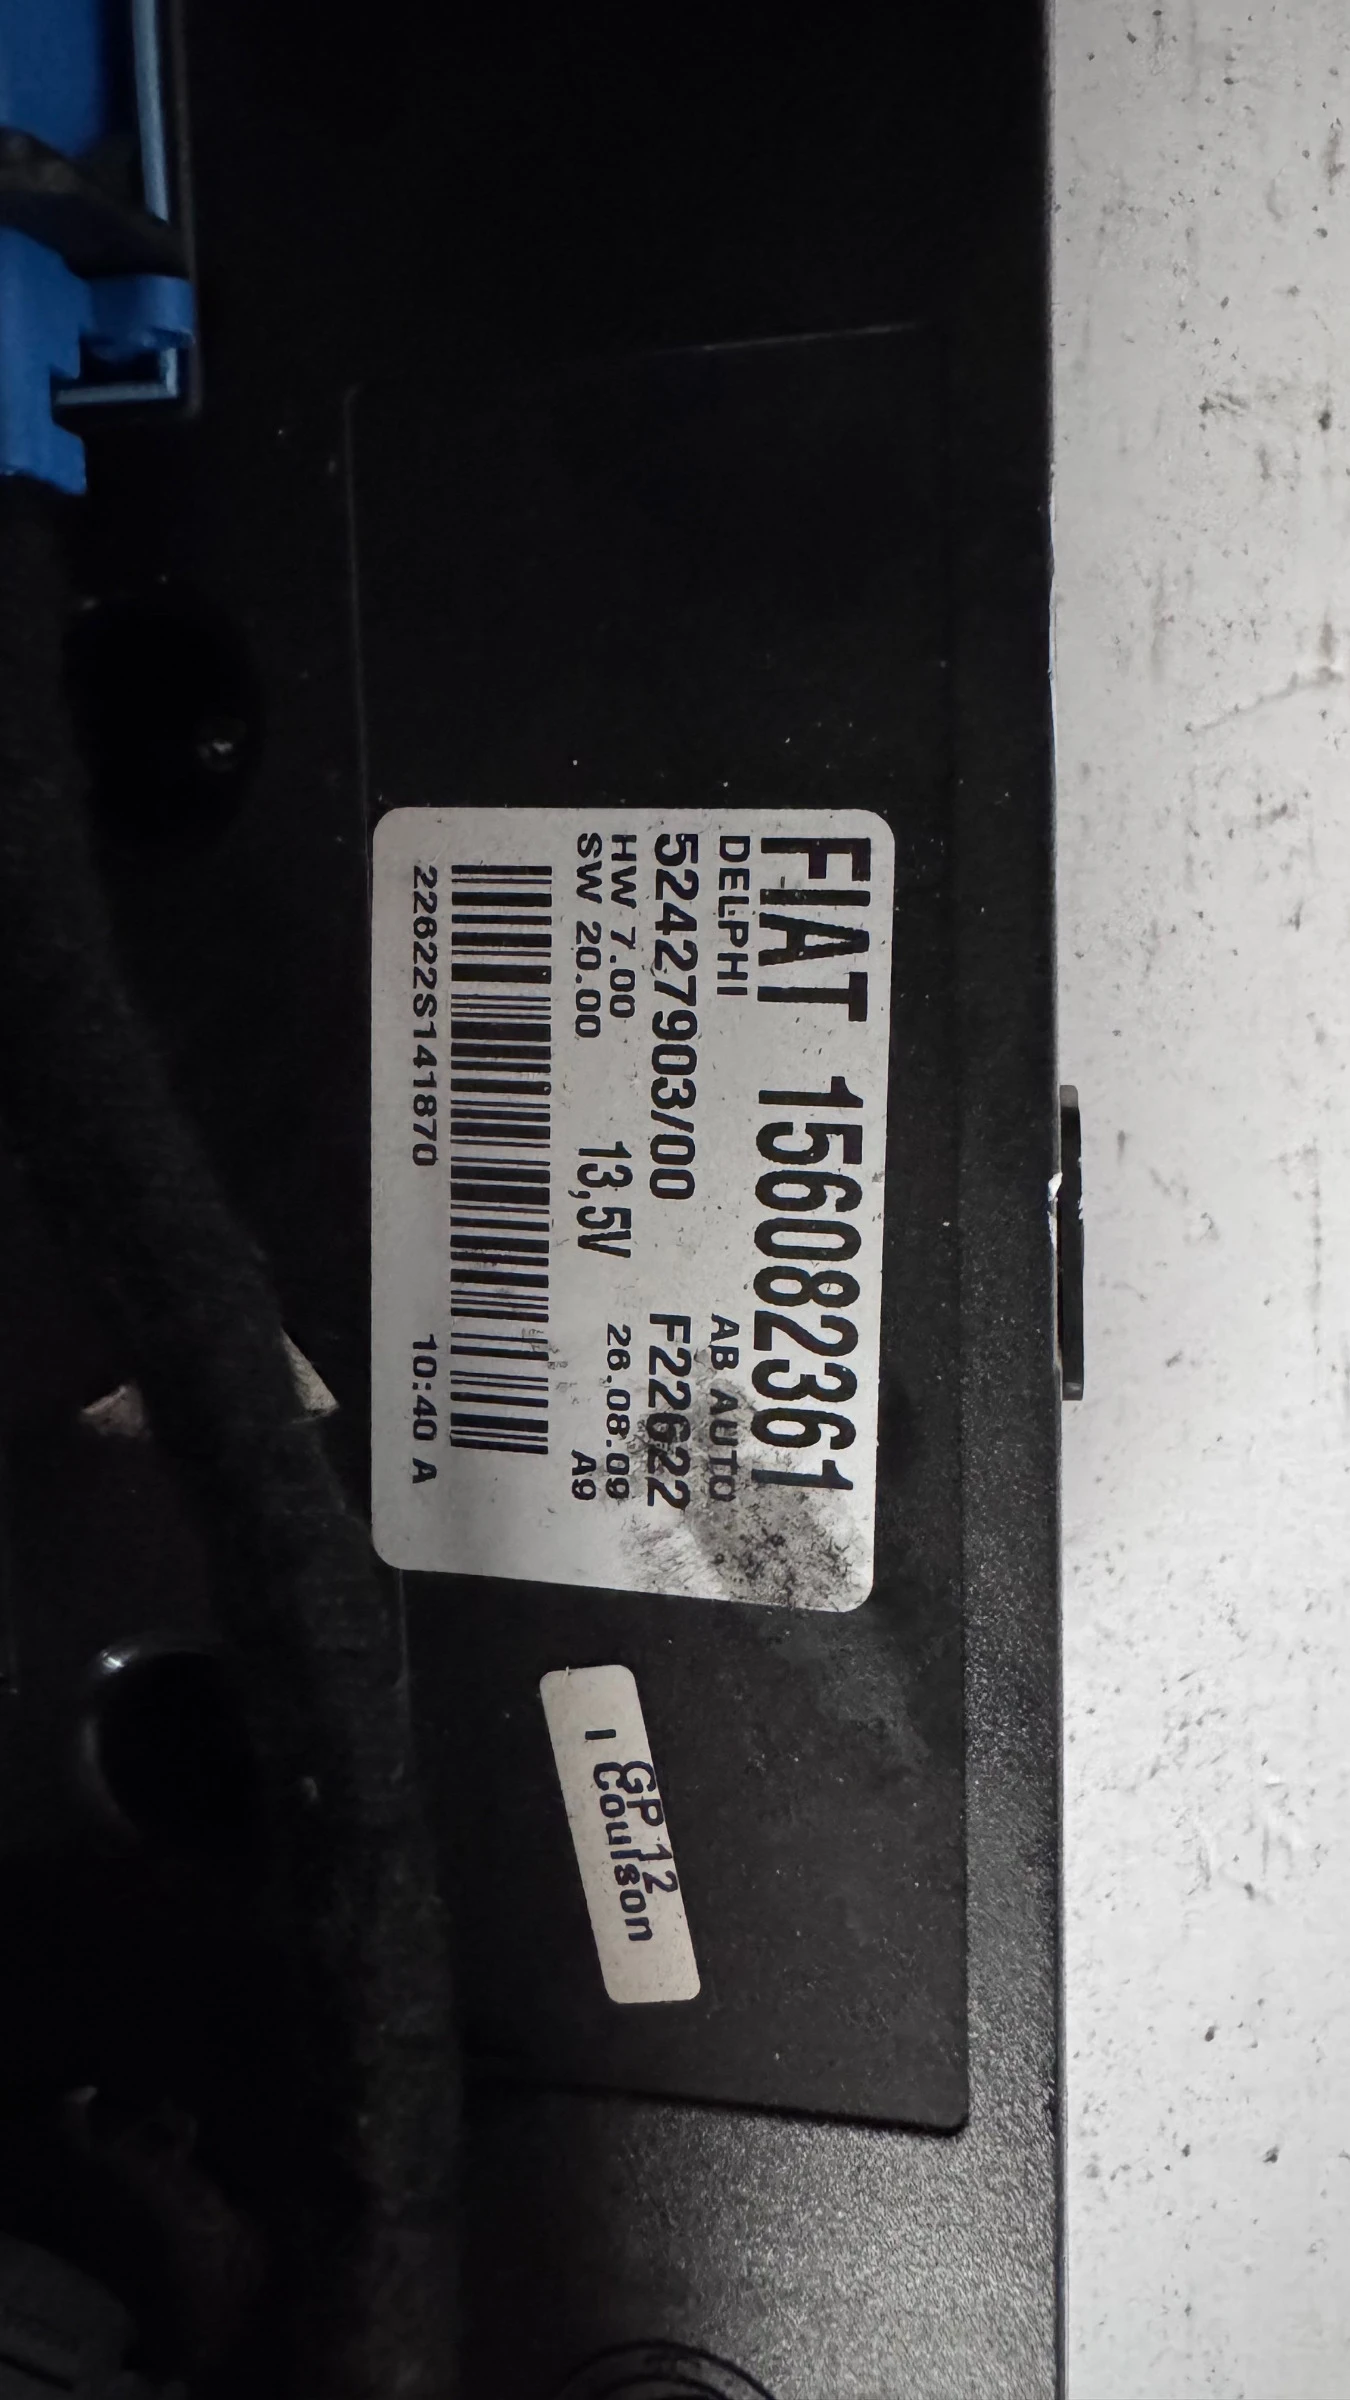 FIAT 156082361
DELPHI AB AUTO
52427903/00 F22622
HW 7.00 26.08.09
SW 20.00 13,5V A9
22622S141870 10:40 A
GP 12
I Coulson